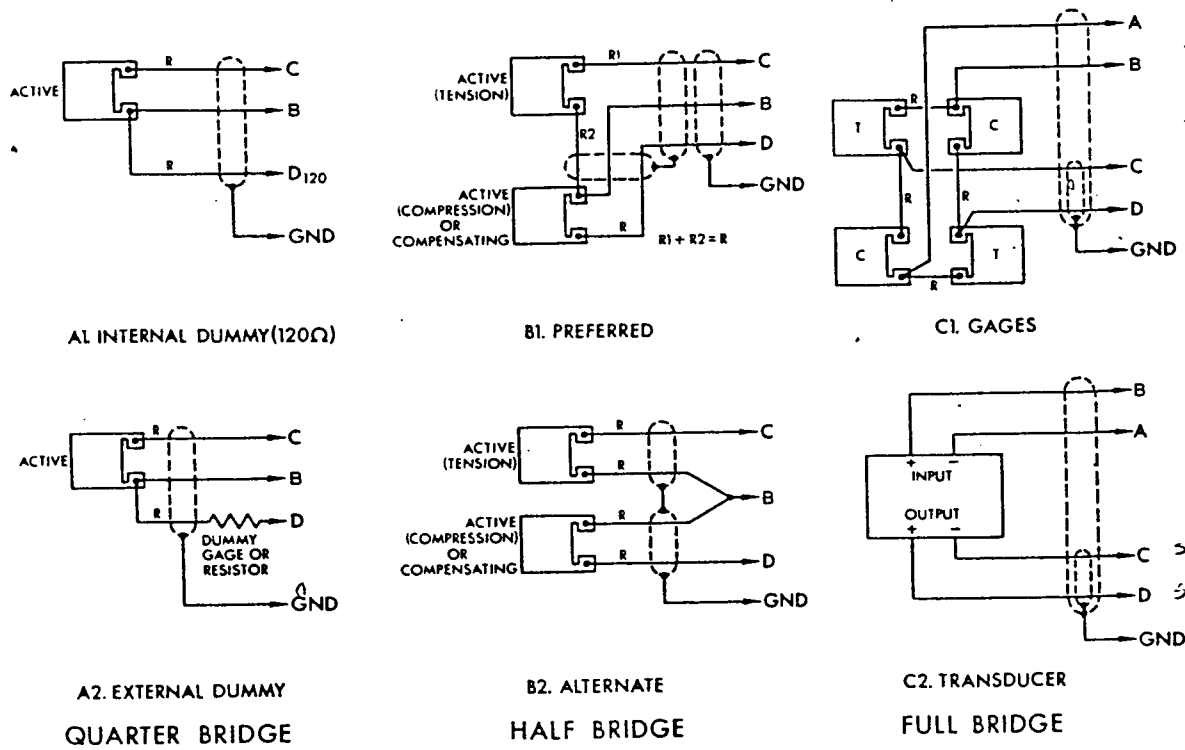 ACTIVE
R
C
B
R
D120
GND
A1. INTERNAL DUMMY (120Ω)
ACTIVE
(TENSION)
R1
C
R2
B
D
GND
ACTIVE
(COMPRESSION)
OR
COMPENSATING
R
R1 + R2 = R
B1. PREFERRED
A
B
R
T
C
C
R
R
D
C
T
GND
R
C1. GAGES
ACTIVE
R
C
B
R
D
DUMMY
GAGE OR
RESISTOR
GND
A2. EXTERNAL DUMMY
QUARTER BRIDGE
ACTIVE
(TENSION)
R
C
R
B
ACTIVE
(COMPRESSION)
OR
COMPENSATING
R
R
D
GND
B2. ALTERNATE
HALF BRIDGE
B
A
+ −
INPUT
OUTPUT
+ −
C
D
GND
C2. TRANSDUCER
FULL BRIDGE